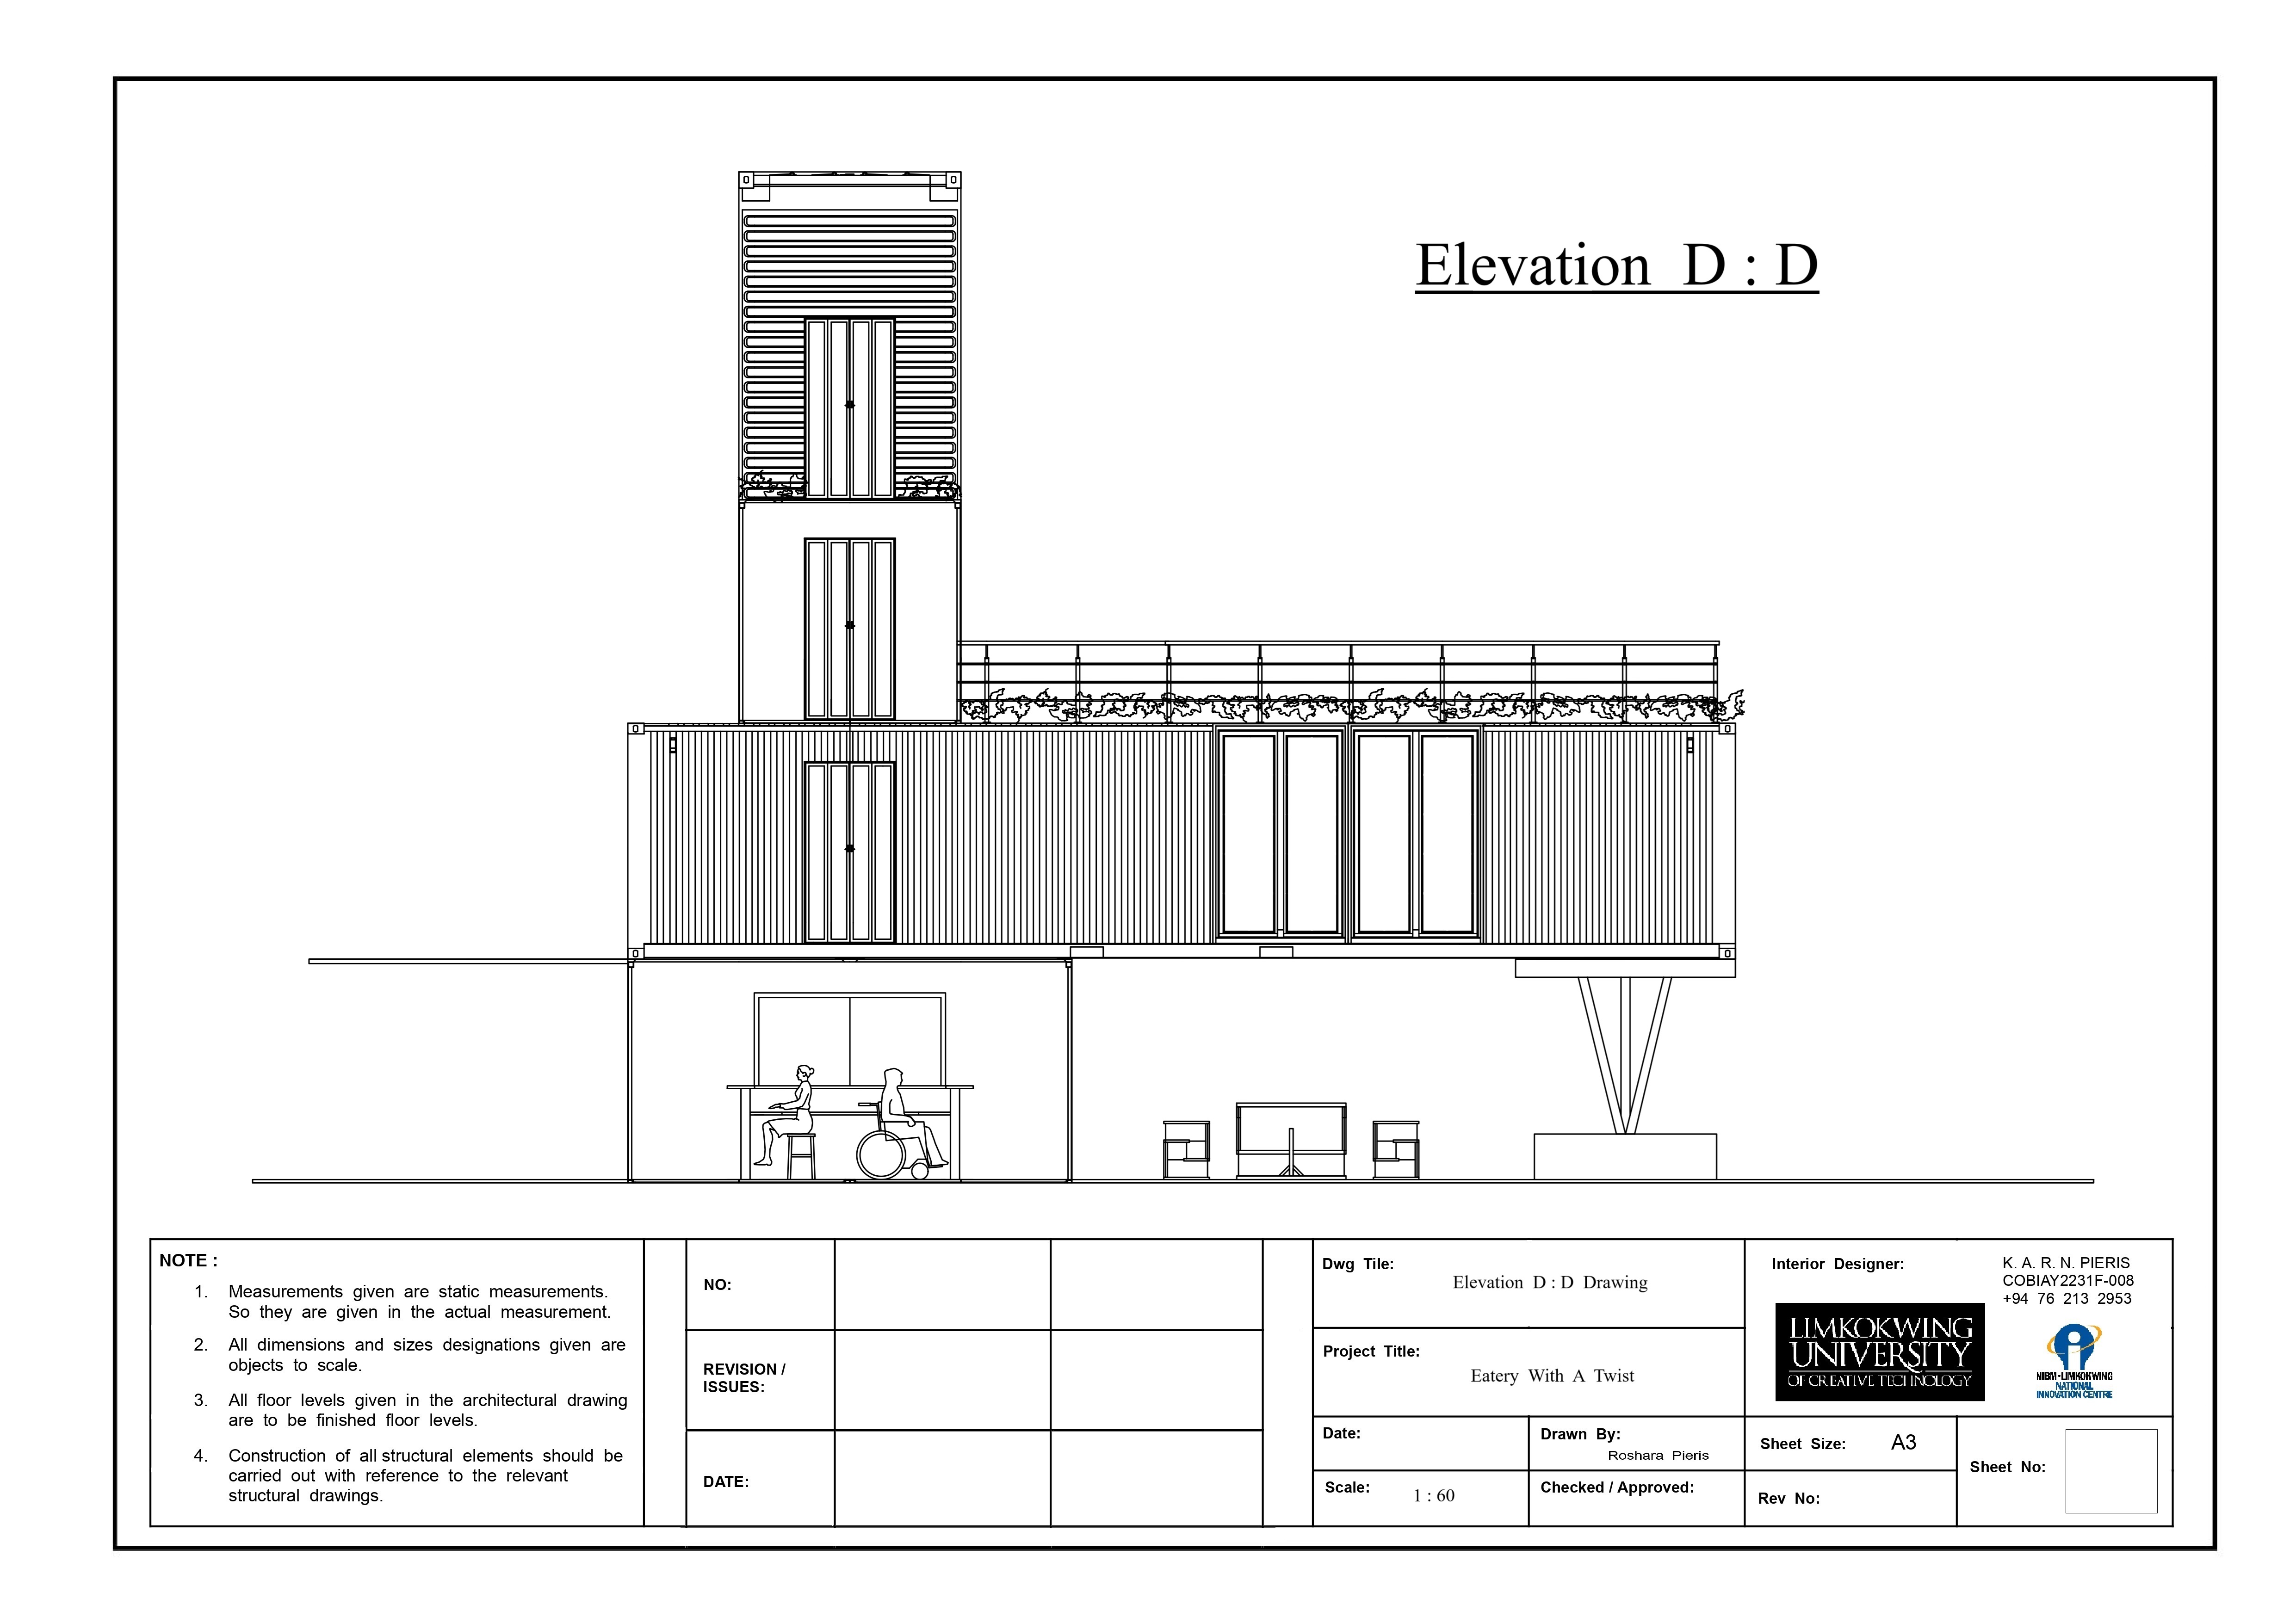 Elevation D : D
NOTE :
1. Measurements given are static measurements.
So they are given in the actual measurement.
2. All dimensions and sizes designations given are
objects to scale.
3. All floor levels given in the architectural drawing
are to be finished floor levels.
4. Construction of all structural elements should be
carried out with reference to the relevant
structural drawings.
NO:
REVISION /
ISSUES:
DATE:
Dwg Tile:
Elevation D : D Drawing
Project Title:
Eatery With A Twist
Date:
Drawn By:
Roshara Pieris
Scale:
1 : 60
Checked / Approved:
Interior Designer:
K. A. R. N. PIERIS
COBIAY2231F-008
+94 76 213 2953
LIMKOKWING
UNIVERSITY
OF CREATIVE TECHNOLOGY
NIBM-LIMKOKWING
NATIONAL
INNOVATION CENTRE
Sheet Size: A3
Rev No:
Sheet No: